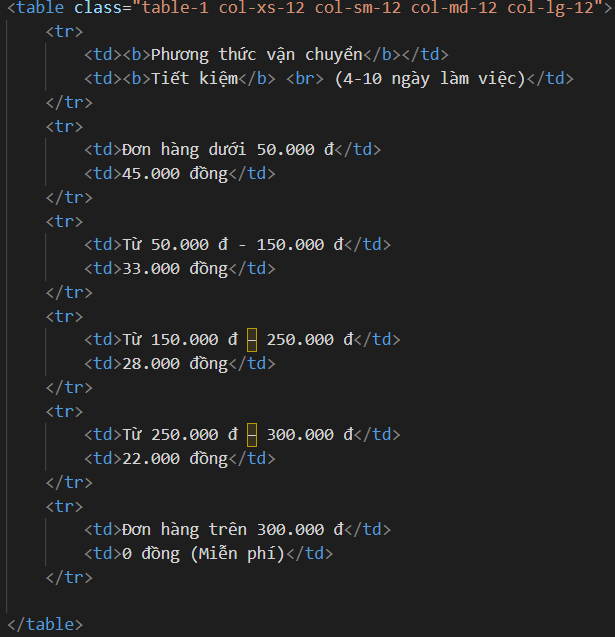 <table class="table-1 col-xs-12 col-sm-12 col-md-12 col-lg-12">
<tr>
<td><b>Phương thức vận chuyển</b></td>
<td><b>Tiết kiệm</b> <br> (4-10 ngày làm việc)</td>
</tr>
<tr>
<td>Đơn hàng dưới 50.000 đ</td>
<td>45.000 đồng</td>
</tr>
<tr>
<td>Từ 50.000 đ - 150.000 đ</td>
<td>33.000 đồng</td>
</tr>
<tr>
<td>Từ 150.000 đ – 250.000 đ</td>
<td>28.000 đồng</td>
</tr>
<tr>
<td>Từ 250.000 đ – 300.000 đ</td>
<td>22.000 đồng</td>
</tr>
<tr>
<td>Đơn hàng trên 300.000 đ</td>
<td>0 đồng (Miễn phí)</td>
</tr>
</table>